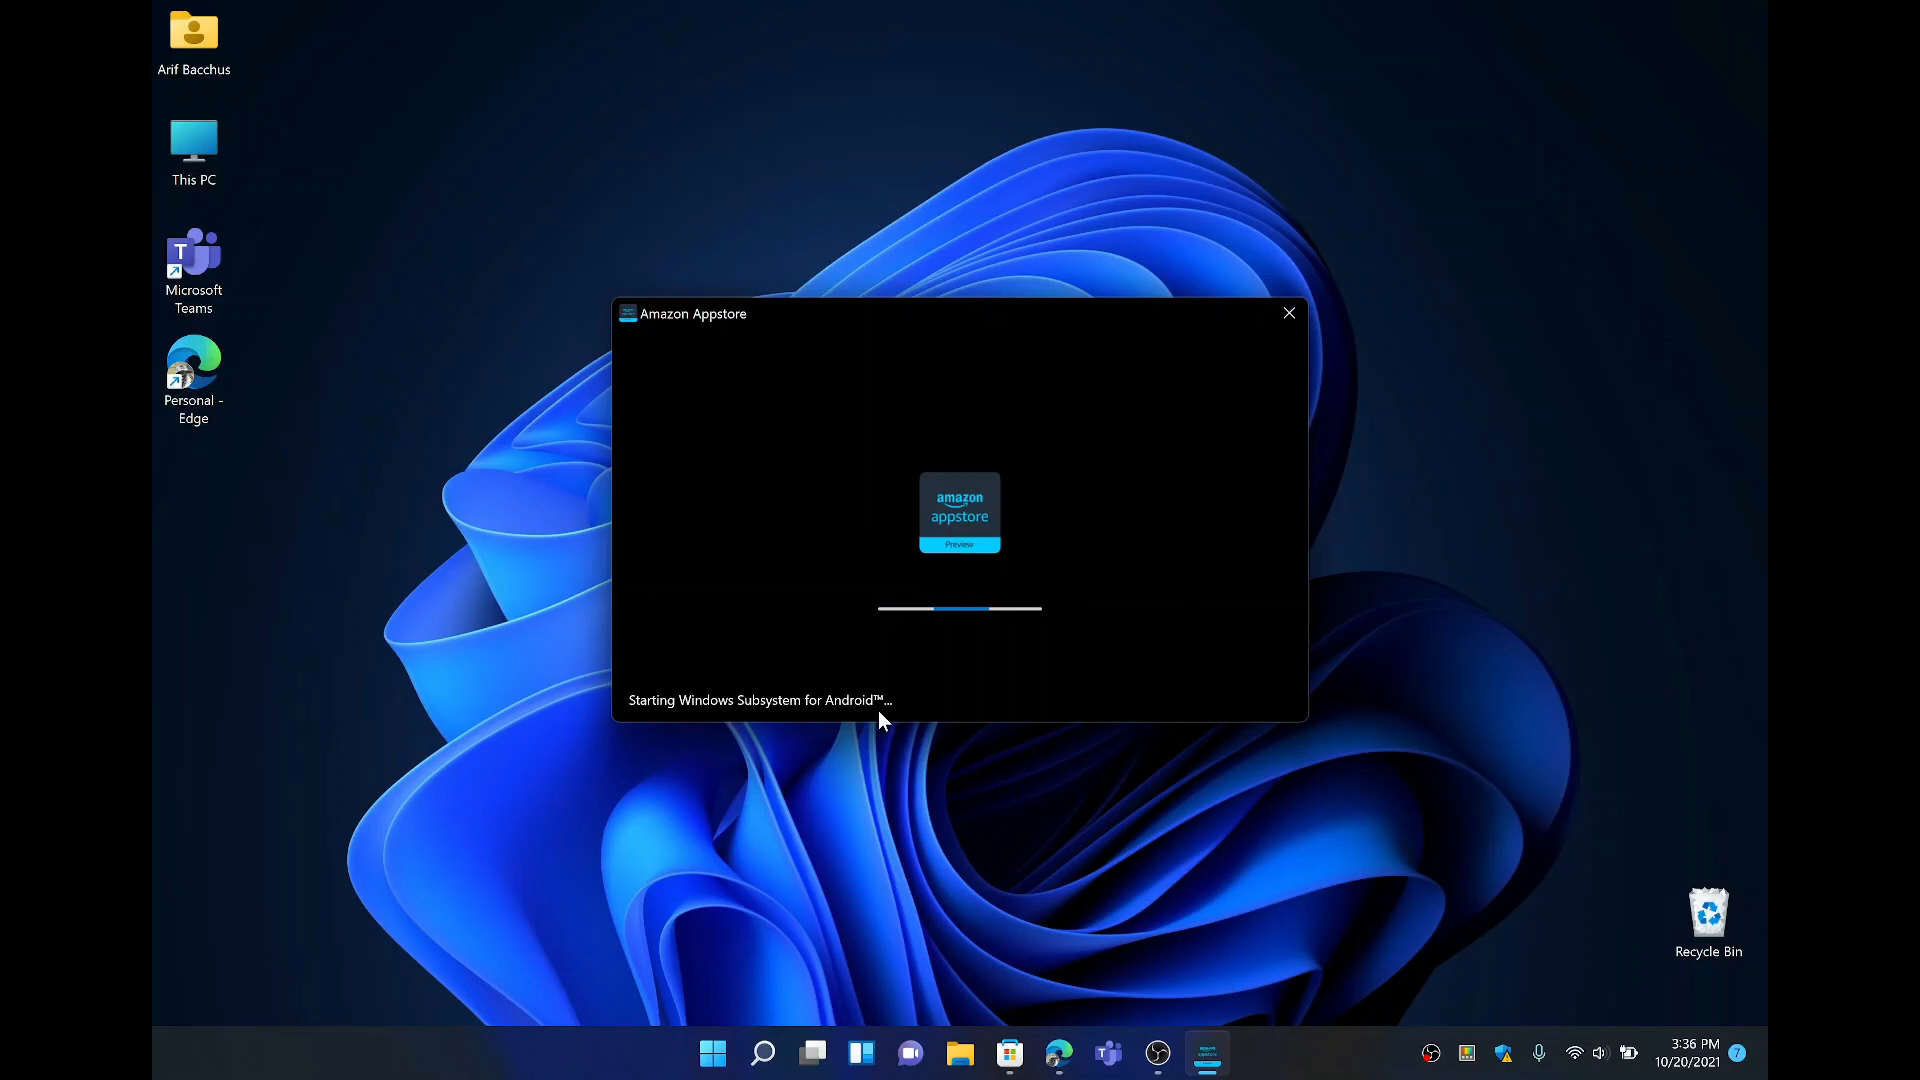 Arif Bacchus
This PC
T
Microsoft
Teams
Personal -
Edge
Amazon Appstore
amazon
appstore
Preview
Starting Windows Subsystem for Android™...
Recycle Bin
3:36 PM
10/20/2021
7